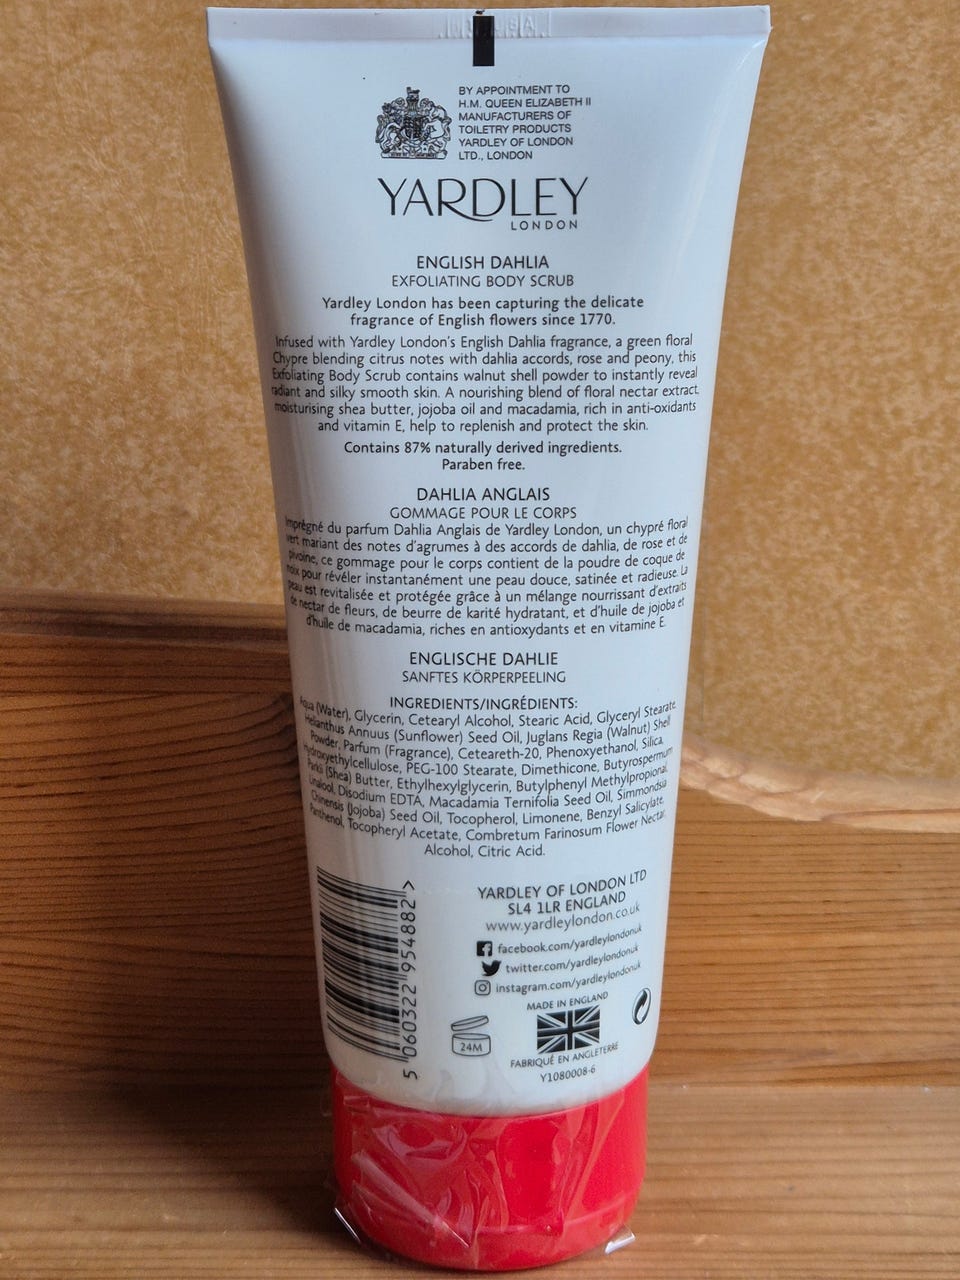 BY APPOINTMENT TO
H.M. QUEEN ELIZABETH II
MANUFACTURERS OF
TOILETRY PRODUCTS
YARDLEY OF LONDON
LTD., LONDON
YARDLEY
LONDON
ENGLISH DAHLIA
EXFOLIATING BODY SCRUB
Yardley London has been capturing the delicate
fragrance of English flowers since 1770.
Infused with Yardley London's English Dahlia fragrance, a green floral
Chypre blending citrus notes with dahlia accords, rose and peony, this
Exfoliating Body Scrub contains walnut shell powder to instantly reveal
radiant and silky smooth skin. A nourishing blend of floral nectar extract,
moisturising shea butter, jojoba oil and macadamia, rich in anti-oxidants
and vitamin E, help to replenish and protect the skin.
Contains 87% naturally derived ingredients.
Paraben free.
DAHLIA ANGLAIS
GOMMAGE POUR LE CORPS
Imprégné du parfum Dahlia Anglais de Yardley London, un chypré floral
vert mariant des notes d'agrumes à des accords de dahlia, de rose et de
pivoine, ce gommage pour le corps contient de la poudre de coque de
noix pour révéler instantanément une peau douce, satinée et radieuse. La
peau est revitalisée et protégée grâce à un mélange nourrissant d'extraits
de nectar de fleurs, de beurre de karité hydratant, et d'huile de jojoba et
d'huile de macadamia, riches en antioxydants et en vitamine E.
ENGLISCHE DAHLIE
SANFTES KÖRPERPEELING
INGREDIENTS/INGRÉDIENTS:
Aqua (Water), Glycerin, Cetearyl Alcohol, Stearic Acid, Glyceryl Stearate,
Helianthus Annuus (Sunflower) Seed Oil, Juglans Regia (Walnut) Shell
Powder, Parfum (Fragrance), Ceteareth-20, Phenoxyethanol, Silica,
Hydroxyethylcellulose, PEG-100 Stearate, Dimethicone, Butyrospermum
Parkii (Shea) Butter, Ethylhexylglycerin, Butylphenyl Methylpropional,
Linalool, Disodium EDTA, Macadamia Ternifolia Seed Oil, Simmondsia
Chinensis (Jojoba) Seed Oil, Tocopherol, Limonene, Benzyl Salicylate,
Panthenol, Tocopheryl Acetate, Combretum Farinosum Flower Nectar,
Alcohol, Citric Acid.
YARDLEY OF LONDON LTD
SL4 1LR ENGLAND
www.yardleylondon.co.uk
facebook.com/yardleylondonuk
twitter.com/yardleylondonuk
instagram.com/yardleylondonuk
MADE IN ENGLAND
FABRIQUÉ EN ANGLETERRE
Y1080008-6
24M
5 060322 954882 >